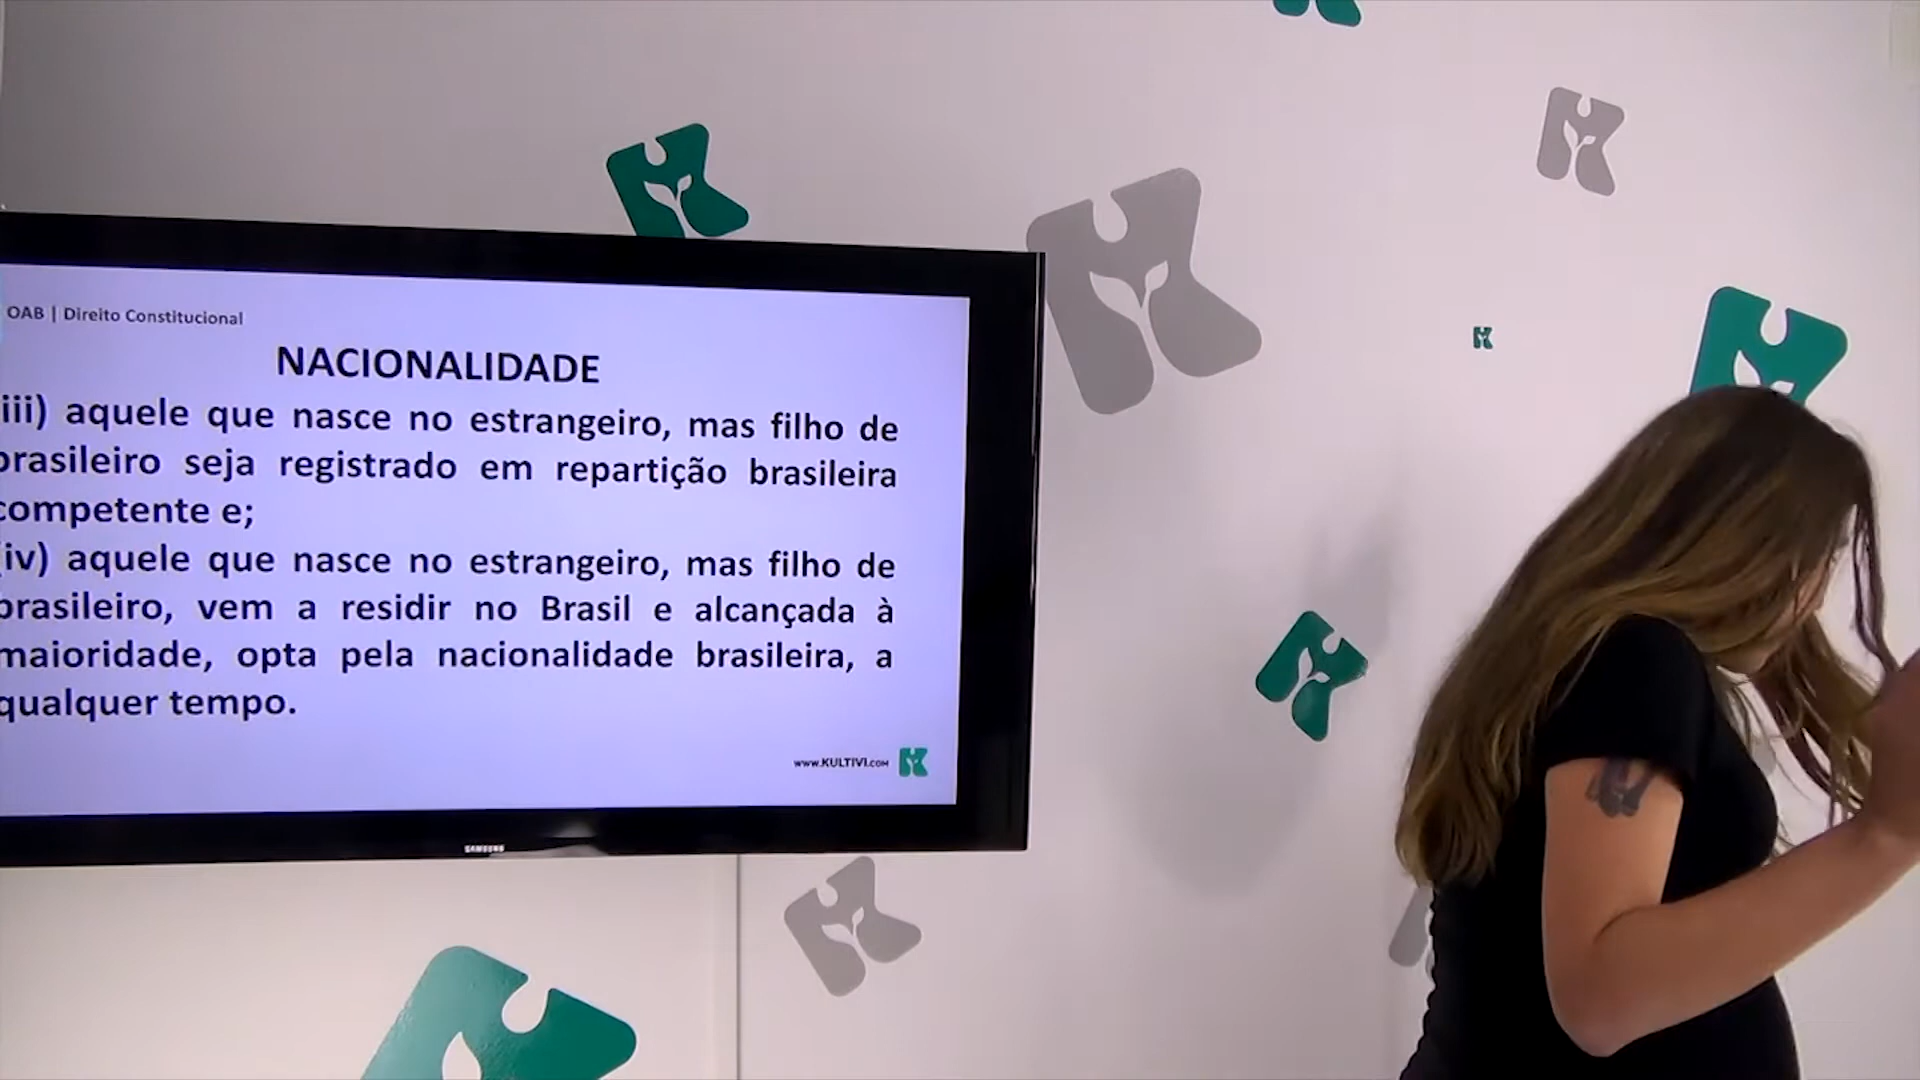 OAB | Direito Constitucional
NACIONALIDADE
iii) aquele que nasce no estrangeiro, mas filho de
brasileiro seja registrado em repartição brasileira
competente e;
(iv) aquele que nasce no estrangeiro, mas filho de
brasileiro, vem a residir no Brasil e alcançada à
maioridade, opta pela nacionalidade brasileira, a
qualquer tempo.
www.KULTIVI.COM
SAMSUNG